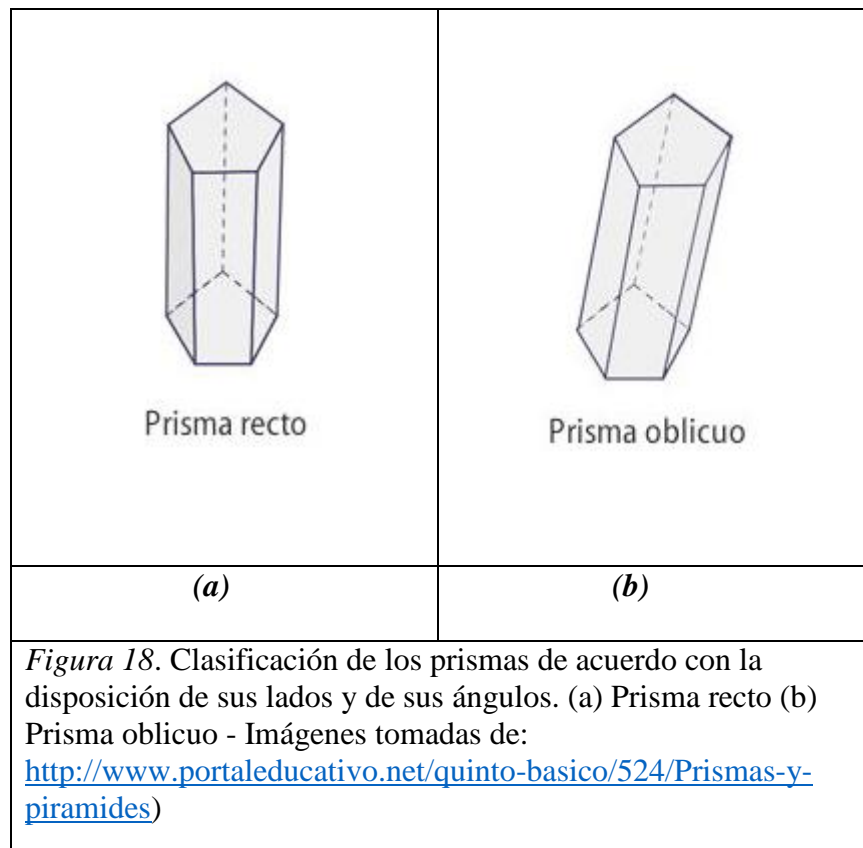 Prisma recto
Prisma oblicuo
(a)
(b)
Figura 18. Clasificación de los prismas de acuerdo con la
disposición de sus lados y de sus ángulos. (a) Prisma recto (b)
Prisma oblicuo - Imágenes tomadas de:
http://www.portaleducativo.net/quinto-basico/524/Prismas-y-
piramides)